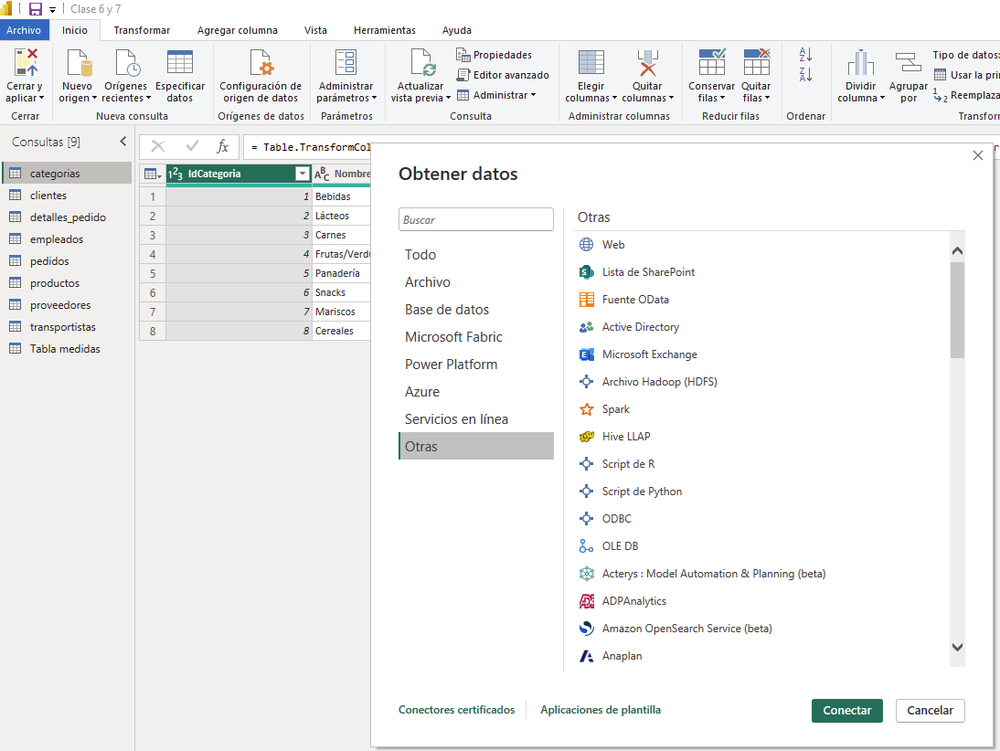 Clase 6 y 7
Archivo Inicio Transformar Agregar columna Vista Herramientas Ayuda
Cerrar y aplicar
Nuevo origen
Orígenes recientes
Especificar datos
Configuración de origen de datos
Administrar parámetros
Actualizar vista previa
Propiedades
Editor avanzado
Administrar
Elegir columnas
Quitar columnas
Conservar filas
Quitar filas
Dividir columna
Agrupar por
Tipo de datos:
Usar la pri
Reemplaza
Cerrar Nueva consulta Orígenes de datos Parámetros Consulta Administrar columnas Reducir filas Ordenar Transform
Consultas [9]
categorias
clientes
detalles_pedido
empleados
pedidos
productos
proveedores
transportistas
Tabla medidas
fx = Table.TransformCol
1 2 3 IdCategoria A B C Nombre
1 1 Bebidas
2 2 Lácteos
3 3 Carnes
4 4 Frutas/Verd
5 5 Panadería
6 6 Snacks
7 7 Mariscos
8 8 Cereales
Obtener datos
Buscar
Todo
Archivo
Base de datos
Microsoft Fabric
Power Platform
Azure
Servicios en línea
Otras
Otras
Web
Lista de SharePoint
Fuente OData
Active Directory
Microsoft Exchange
Archivo Hadoop (HDFS)
Spark
Hive LLAP
Script de R
Script de Python
ODBC
OLE DB
Acterys : Model Automation & Planning (beta)
ADPAnalytics
Amazon OpenSearch Service (beta)
Anaplan
Conectores certificados Aplicaciones de plantilla
Conectar Cancelar